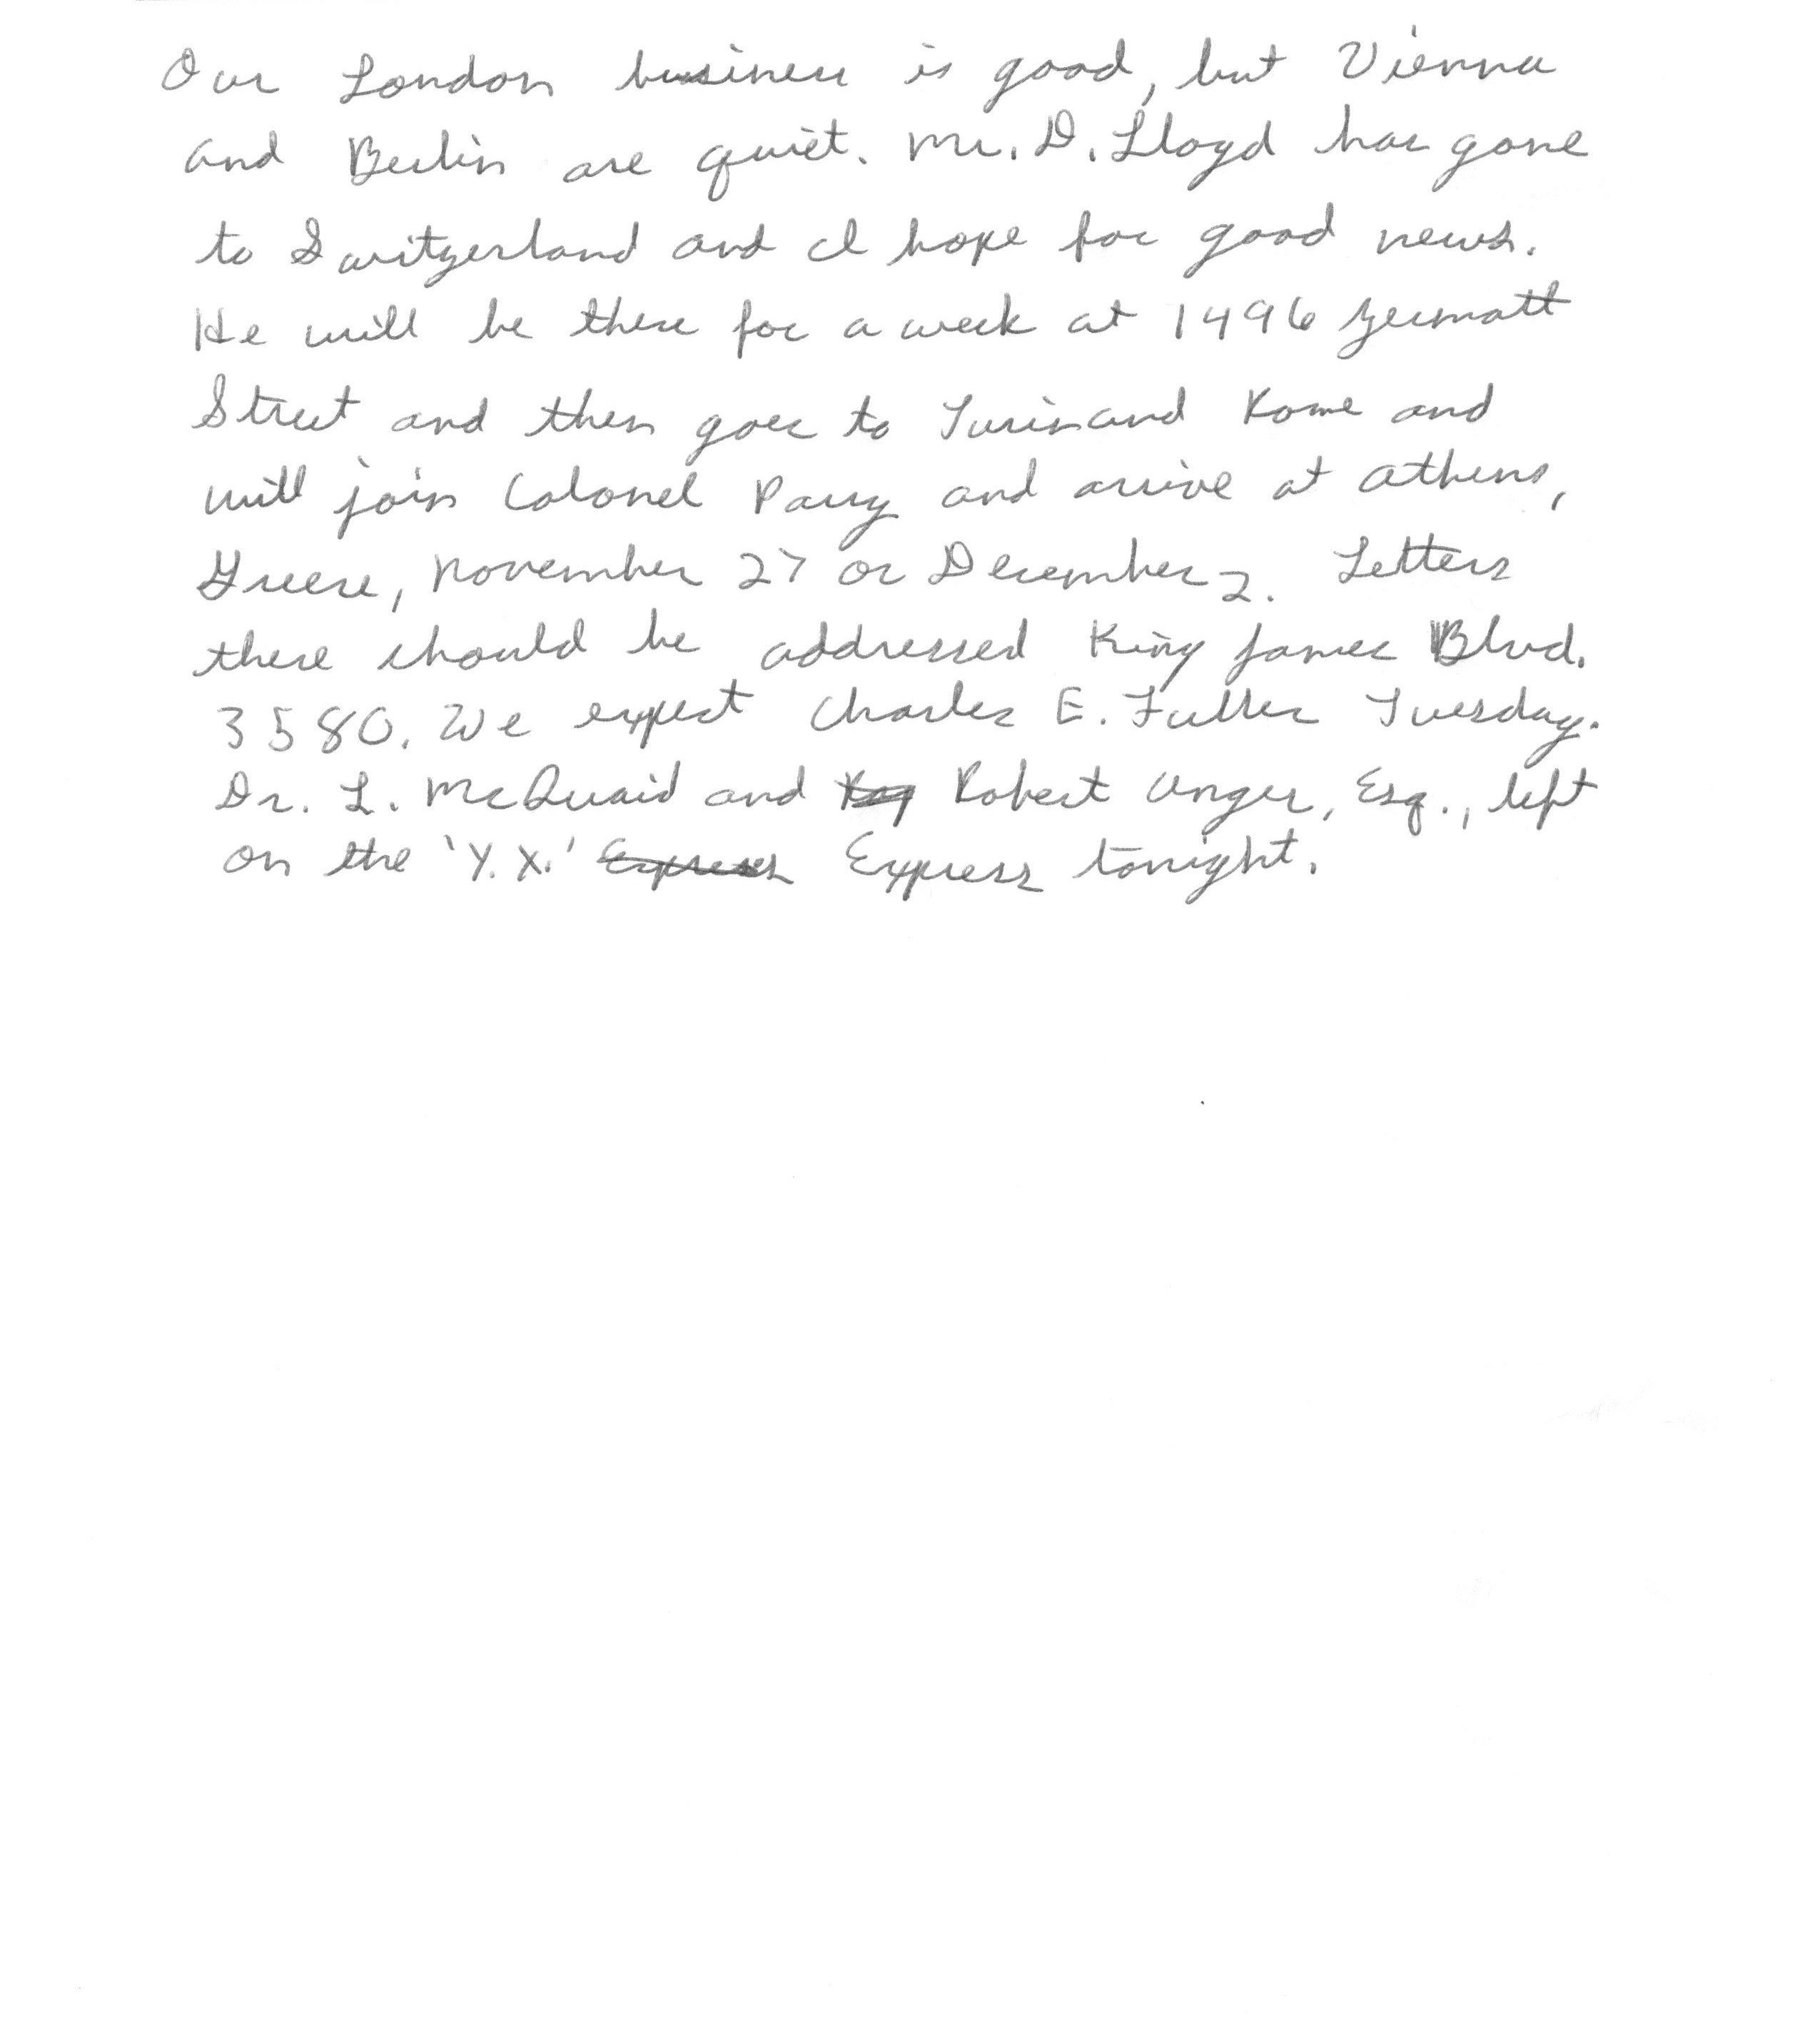 Our London business is good, but Vienna
and Berlin are quiet. Mr. D. Lloyd has gone
to Switzerland and I hope for good news.
He will be there for a week at 1496 Zermatt
Street and then goes to Turin and Rome and
will join Colonel Parry and arrive at Athens,
Greece, November 27 or December 2. Letters
there should be addressed King James Blvd.
3580. We expect Charles E. Fuller Tuesday.
Dr. L. McQuaid and Robert Unger, Esq., left
on the 'Y.X.' Express Express tonight.